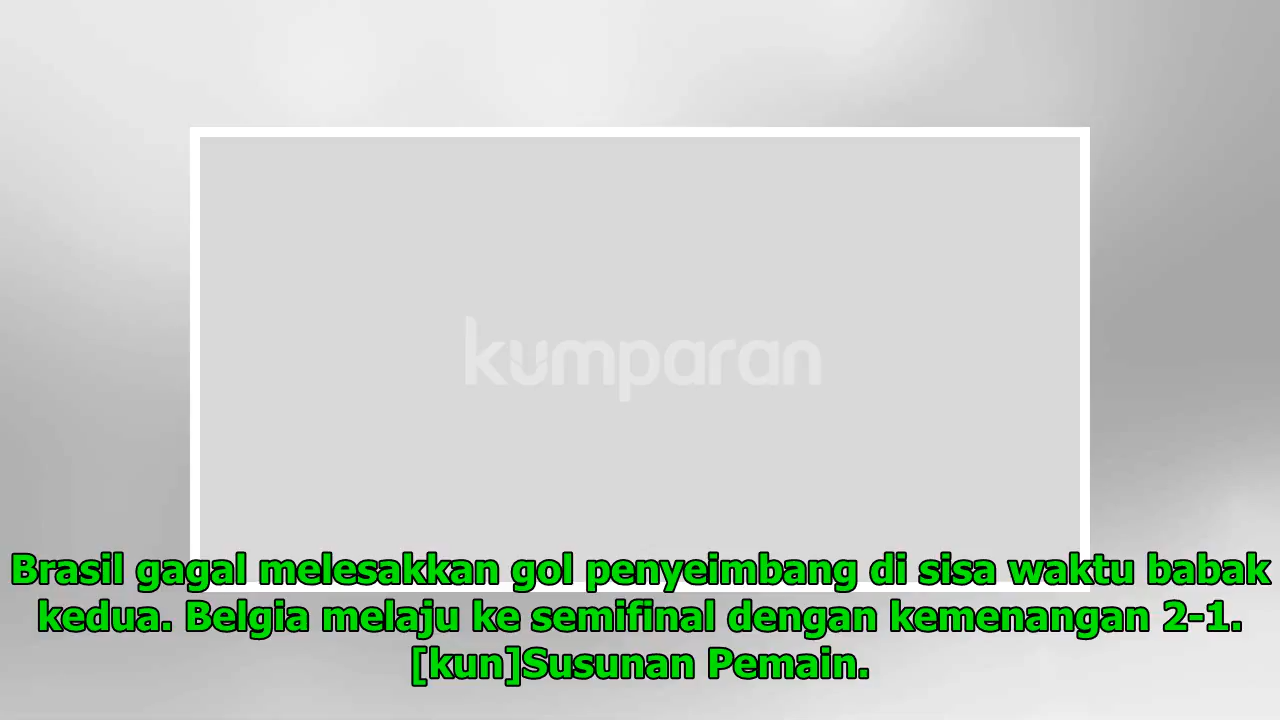 kumparan
Brasil gagal melesakkan gol penyeimbang di sisa waktu babak
kedua. Belgia melaju ke semifinal dengan kemenangan 2-1.
[kun]Susunan Pemain.